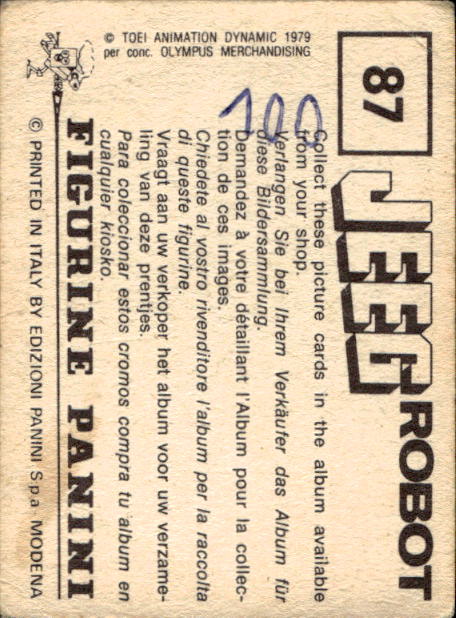 © TOEI ANIMATION DYNAMIC 1979
per conc. OLYMPUS MERCHANDISING
87
JEEG ROBOT
100
Collect these picture cards in the album available
from your shop.
Verlangen Sie bei Ihrem Verkäufer das Album für
diese Bildersammlung.
Demandez à votre détaillant l'Album pour la collec-
tion de ces images.
Chiedete al vostro rivenditore l'album per la raccolta
di queste figurine.
Vraagt aan uw verkoper het album voor uw verzame-
ling van deze prentjes.
Para coleccionar estos cromos compra tu album en
cualquier kiosko.
FIGURINE PANINI
© PRINTED IN ITALY BY EDIZIONI PANINI S.p.a. MODENA